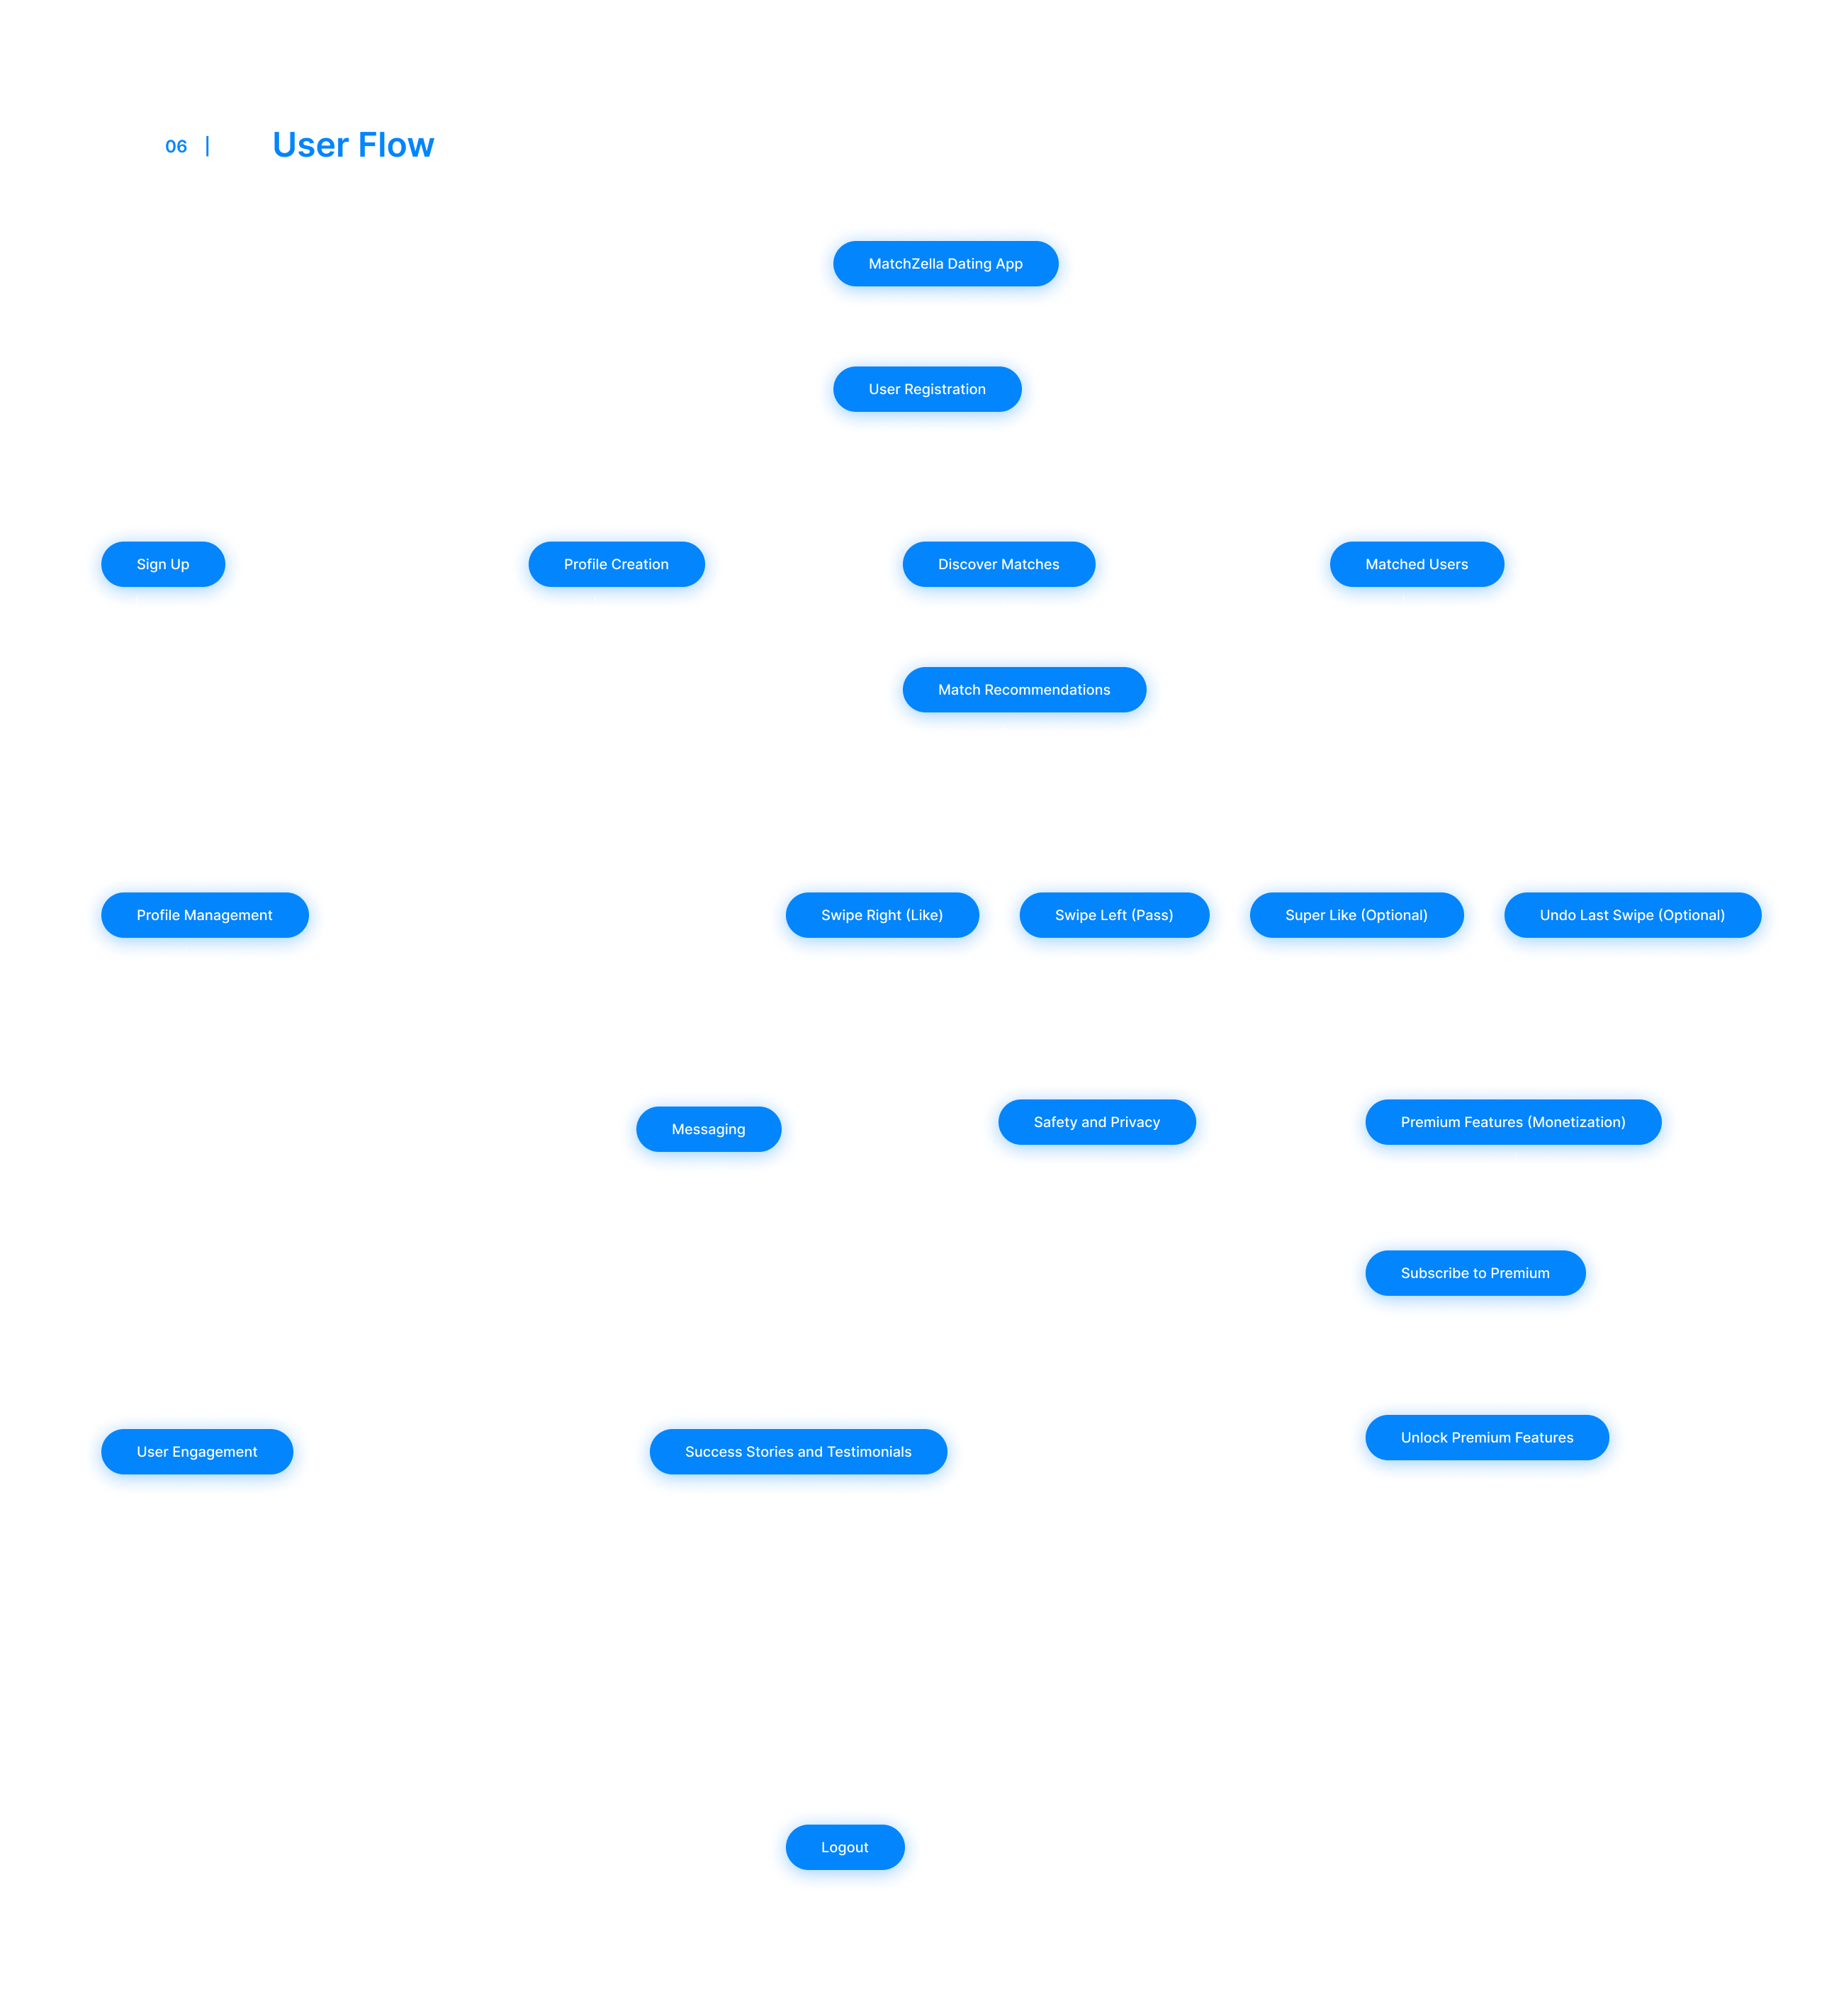 06 |
User Flow
MatchZella Dating App
User Registration
Sign Up
Profile Creation
Discover Matches
Matched Users
Match Recommendations
Profile Management
Swipe Right (Like)
Swipe Left (Pass)
Super Like (Optional)
Undo Last Swipe (Optional)
Messaging
Safety and Privacy
Premium Features (Monetization)
Subscribe to Premium
User Engagement
Success Stories and Testimonials
Unlock Premium Features
Logout